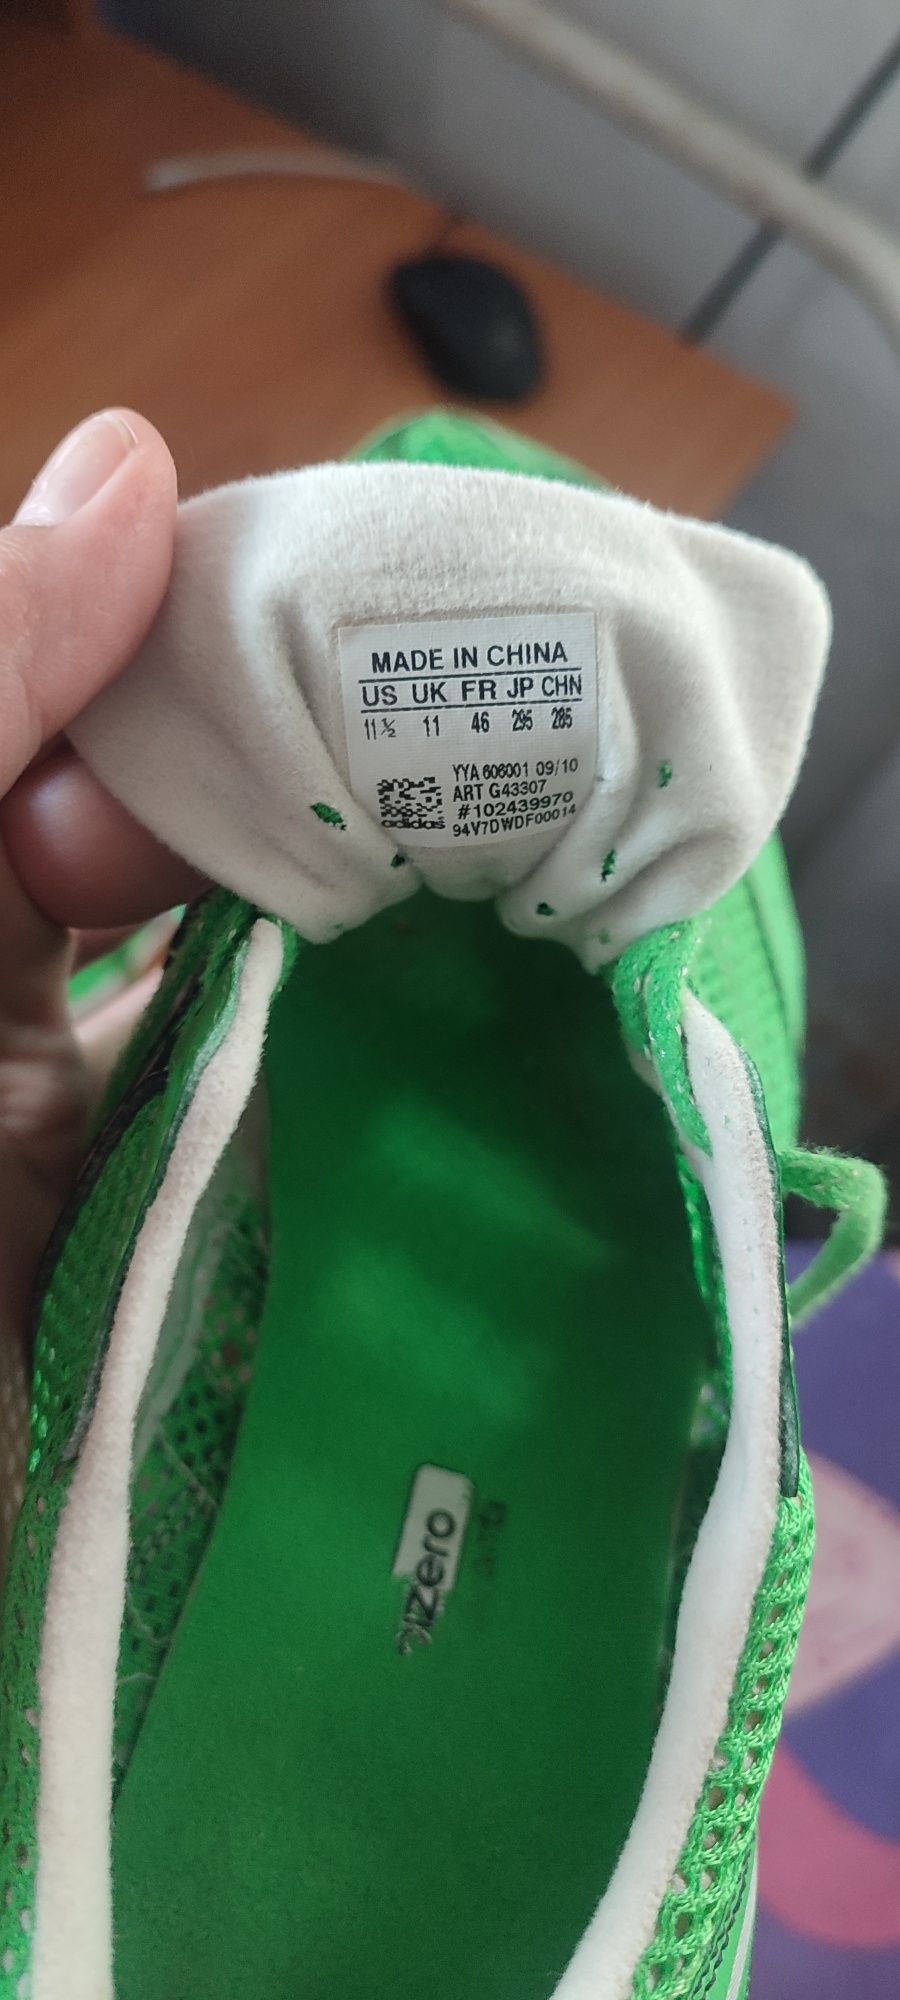 MADE IN CHINA
US UK FR JP CHN
11½ 11 46 295 285
YYA 606001 09/10
ART G43307
#102439970
94V7DWDF00014
adidas
zero